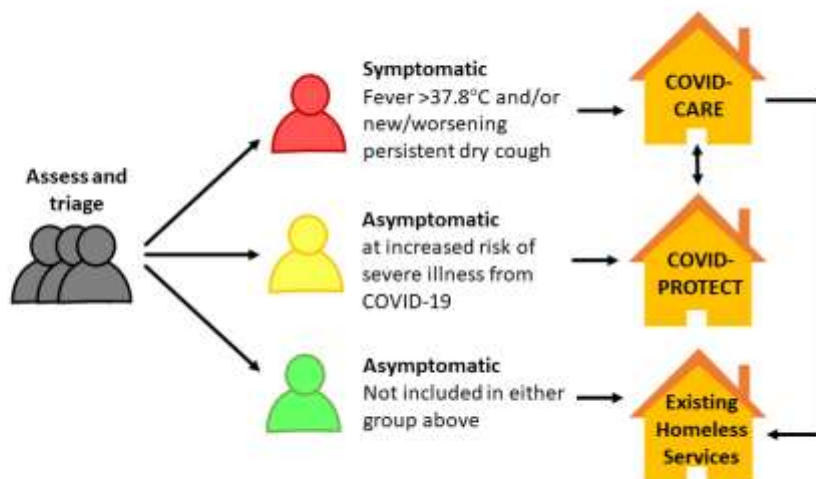 Assess and
triage
Symptomatic
Fever >37.8°C and/or
new/worsening
persistent dry cough
COVID-
CARE
Asymptomatic
at increased risk of
severe illness from
COVID-19
COVID-
PROTECT
Asymptomatic
Not included in either
group above
Existing
Homeless
Services